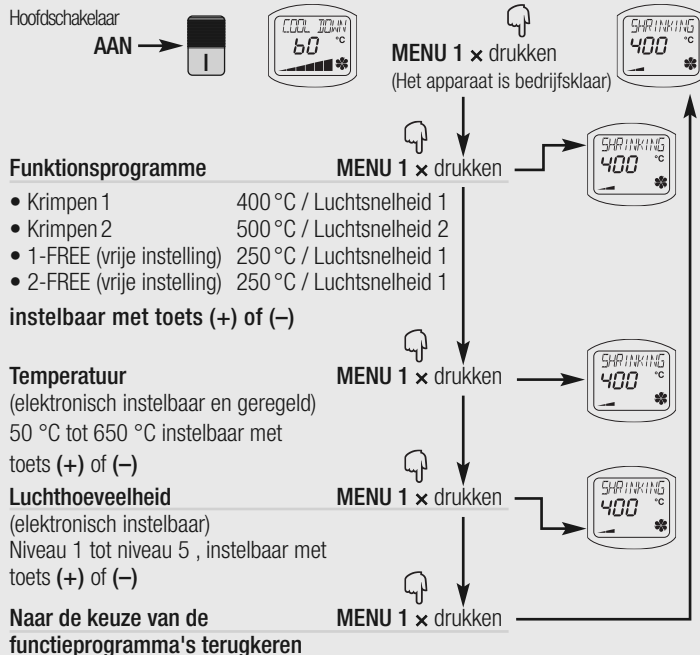 Hoofdschakelaar
AAN
I
COOL DOWN
60 °C
MENU 1 × drukken
(Het apparaat is bedrijfsklaar)
SHRINKING
400 °C
Funktionsprogramme MENU 1 × drukken
SHRINKING
400 °C
• Krimpen 1 400 °C / Luchtsnelheid 1
• Krimpen 2 500 °C / Luchtsnelheid 2
• 1-FREE (vrije instelling) 250 °C / Luchtsnelheid 1
• 2-FREE (vrije instelling) 250 °C / Luchtsnelheid 1
instelbaar met toets (+) of (–)
Temperatuur MENU 1 × drukken
SHRINKING
400 °C
(elektronisch instelbaar en geregeld)
50 °C tot 650 °C instelbaar met
toets (+) of (–)
Luchthoeveelheid MENU 1 × drukken
SHRINKING
400 °C
(elektronisch instelbaar)
Niveau 1 tot niveau 5 , instelbaar met
toets (+) of (–)
Naar de keuze van de MENU 1 × drukken
functieprogramma's terugkeren